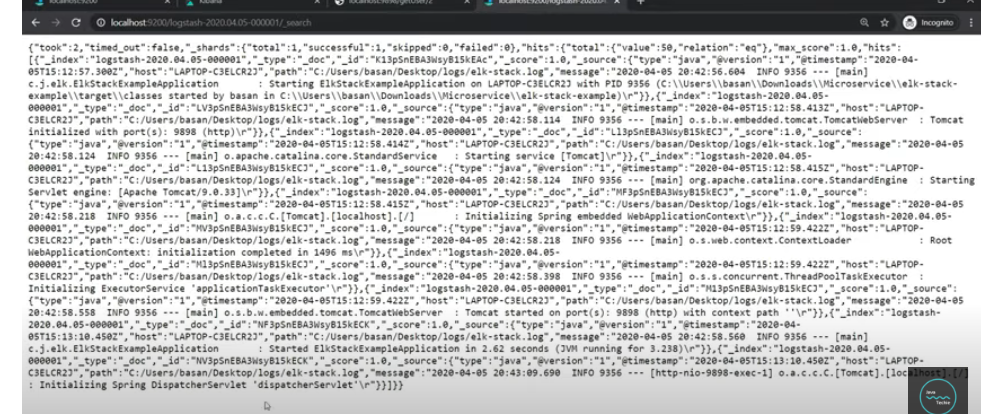 localhost:9200
Kibana
localhost:9898/getUser/2
localhost:9200/logstash-2020.04
localhost:9200/logstash-2020.04.05-000001/_search
Incognito
{"took":2,"timed_out":false,"_shards":{"total":1,"successful":1,"skipped":0,"failed":0},"hits":{"total":{"value":50,"relation":"eq"},"max_score":1.0,"hits":
[{"_index":"logstash-2020.04.05-000001","_type":"_doc","_id":"K13pSnEBA3WsyB15kEAc","_score":1.0,"_source":{"type":"java","@version":"1","@timestamp":"2020-04-
05T15:12:57.300Z","host":"LAPTOP-C3ELCR2J","path":"C:/Users/basan/Desktop/logs/elk-stack.log","message":"2020-04-05 20:42:56.604  INFO 9356 --- [main]
c.j.elk.ElkStackExampleApplication       : Starting ElkStackExampleApplication on LAPTOP-C3ELCR2J with PID 9356 (C:\\Users\\basan\\Downloads\\Microservice\\elk-stack-
example\\target\\classes started by basan in C:\\Users\\basan\\Downloads\\Microservice\\elk-stack-example)\r"}},{"_index":"logstash-2020.04.05-
000001","_type":"_doc","_id":"LV3pSnEBA3WsyB15kECJ","_score":1.0,"_source":{"type":"java","@version":"1","@timestamp":"2020-04-05T15:12:58.413Z","host":"LAPTOP-
C3ELCR2J","path":"C:/Users/basan/Desktop/logs/elk-stack.log","message":"2020-04-05 20:42:58.114  INFO 9356 --- [main] o.s.b.w.embedded.tomcat.TomcatWebServer  : Tomcat
initialized with port(s): 9898 (http)\r"}},{"_index":"logstash-2020.04.05-000001","_type":"_doc","_id":"Ll3pSnEBA3WsyB15kECJ","_score":1.0,"_source":
{"type":"java","@version":"1","@timestamp":"2020-04-05T15:12:58.414Z","host":"LAPTOP-C3ELCR2J","path":"C:/Users/basan/Desktop/logs/elk-stack.log","message":"2020-04-05
20:42:58.124  INFO 9356 --- [main] o.apache.catalina.core.StandardService   : Starting service [Tomcat]\r"}},{"_index":"logstash-2020.04.05-
000001","_type":"_doc","_id":"L13pSnEBA3WsyB15kECJ","_score":1.0,"_source":{"type":"java","@version":"1","@timestamp":"2020-04-05T15:12:58.415Z","host":"LAPTOP-
C3ELCR2J","path":"C:/Users/basan/Desktop/logs/elk-stack.log","message":"2020-04-05 20:42:58.124  INFO 9356 --- [main] org.apache.catalina.core.StandardEngine  : Starting
Servlet engine: [Apache Tomcat/9.0.33]\r"}},{"_index":"logstash-2020.04.05-000001","_type":"_doc","_id":"MF3pSnEBA3WsyB15kECJ","_score":1.0,"_source":
{"type":"java","@version":"1","@timestamp":"2020-04-05T15:12:58.415Z","host":"LAPTOP-C3ELCR2J","path":"C:/Users/basan/Desktop/logs/elk-stack.log","message":"2020-04-05
20:42:58.218  INFO 9356 --- [main] o.a.c.c.C.[Tomcat].[localhost].[/]       : Initializing Spring embedded WebApplicationContext\r"}},{"_index":"logstash-2020.04.05-
000001","_type":"_doc","_id":"MV3pSnEBA3WsyB15kECJ","_score":1.0,"_source":{"type":"java","@version":"1","@timestamp":"2020-04-05T15:12:59.422Z","host":"LAPTOP-
C3ELCR2J","path":"C:/Users/basan/Desktop/logs/elk-stack.log","message":"2020-04-05 20:42:58.218  INFO 9356 --- [main] o.s.web.context.ContextLoader            : Root
WebApplicationContext: initialization completed in 1496 ms\r"}},{"_index":"logstash-2020.04.05-
000001","_type":"_doc","_id":"Ml3pSnEBA3WsyB15kECJ","_score":1.0,"_source":{"type":"java","@version":"1","@timestamp":"2020-04-05T15:12:59.422Z","host":"LAPTOP-
C3ELCR2J","path":"C:/Users/basan/Desktop/logs/elk-stack.log","message":"2020-04-05 20:42:58.398  INFO 9356 --- [main] o.s.s.concurrent.ThreadPoolTaskExecutor  :
Initializing ExecutorService 'applicationTaskExecutor'\r"}},{"_index":"logstash-2020.04.05-000001","_type":"_doc","_id":"M13pSnEBA3WsyB15kECJ","_score":1.0,"_source":
{"type":"java","@version":"1","@timestamp":"2020-04-05T15:12:59.422Z","host":"LAPTOP-C3ELCR2J","path":"C:/Users/basan/Desktop/logs/elk-stack.log","message":"2020-04-05
20:42:58.558  INFO 9356 --- [main] o.s.b.w.embedded.tomcat.TomcatWebServer  : Tomcat started on port(s): 9898 (http) with context path ''\r"}},{"_index":"logstash-
2020.04.05-000001","_type":"_doc","_id":"NF3pSnEBA3WsyB15kECK","_score":1.0,"_source":{"type":"java","@version":"1","@timestamp":"2020-04-
05T15:13:10.450Z","host":"LAPTOP-C3ELCR2J","path":"C:/Users/basan/Desktop/logs/elk-stack.log","message":"2020-04-05 20:42:58.560  INFO 9356 --- [main]
c.j.elk.ElkStackExampleApplication       : Started ElkStackExampleApplication in 2.62 seconds (JVM running for 3.238)\r"}},{"_index":"logstash-2020.04.05-
000001","_type":"_doc","_id":"NV3pSnEBA3WsyB15kECK","_score":1.0,"_source":{"type":"java","@version":"1","@timestamp":"2020-04-05T15:13:10.450Z","host":"LAPTOP-
C3ELCR2J","path":"C:/Users/basan/Desktop/logs/elk-stack.log","message":"2020-04-05 20:43:09.690  INFO 9356 --- [http-nio-9898-exec-1] o.a.c.c.C.[Tomcat].[localhost].[/]
: Initializing Spring DispatcherServlet 'dispatcherServlet'\r"}}]}}
Java
Techie